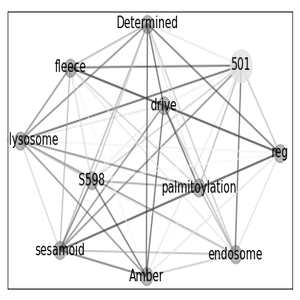 Determined
fleece
501
drive
lysosome
reg
S598
palmitoylation
sesamoid
endosome
Amber